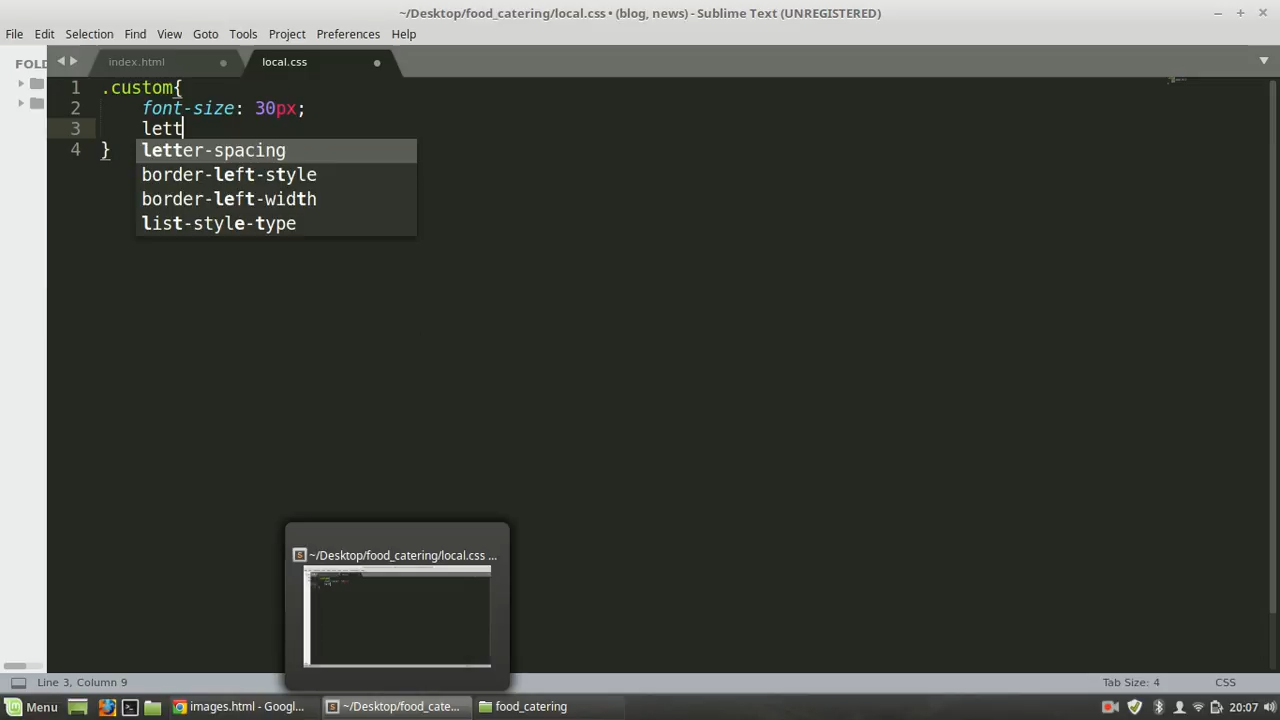 ~/Desktop/food_catering/local.css • (blog, news) - Sublime Text (UNREGISTERED)
File Edit Selection Find View Goto Tools Project Preferences Help
FOLD
index.html
local.css
1 .custom{
2 font-size: 30px;
3 lett
4 }
letter-spacing
border-left-style
border-left-width
list-style-type
~/Desktop/food_catering/local.css ...
Line 3, Column 9
Tab Size: 4
CSS
Menu
images.html - Googl...
~/Desktop/food_cate...
food_catering
20:07